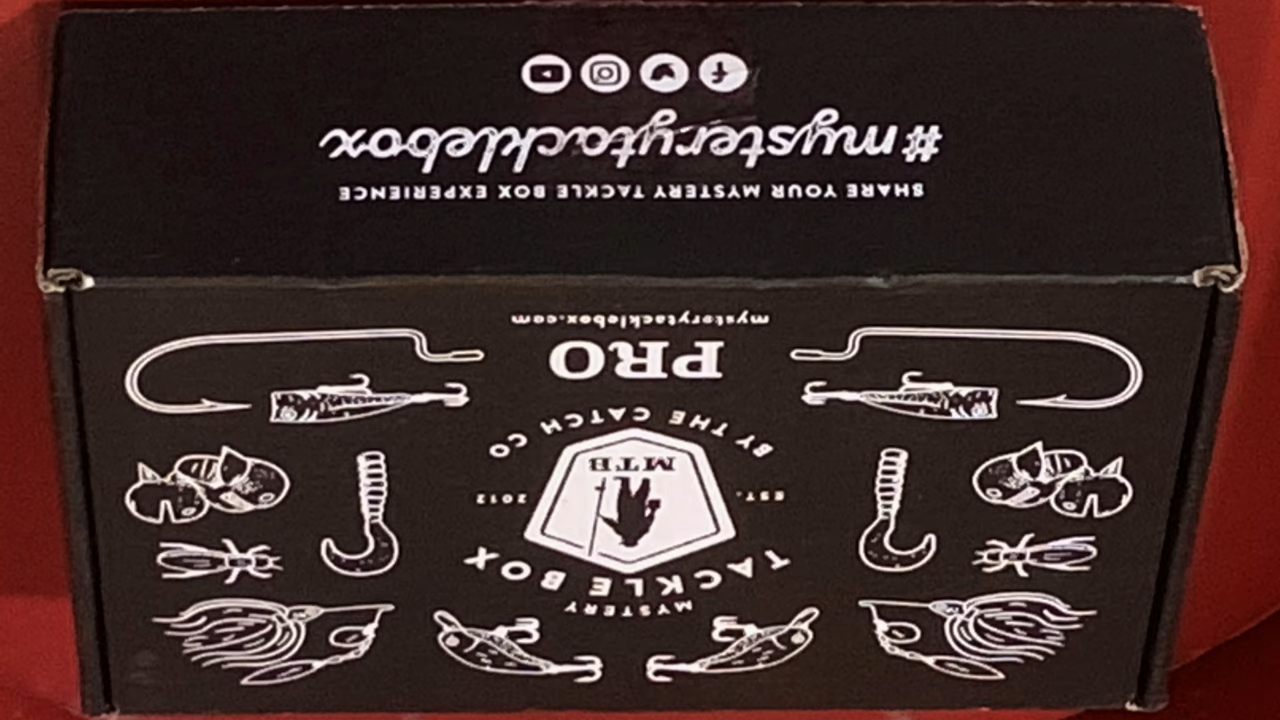 MYSTERY
TACKLE BOX
EST. 2012
MTB
BY THE CATCH CO
PRO
mysterytacklebox.com
SHARE YOUR MYSTERY TACKLE BOX EXPERIENCE
#mysterytacklebox